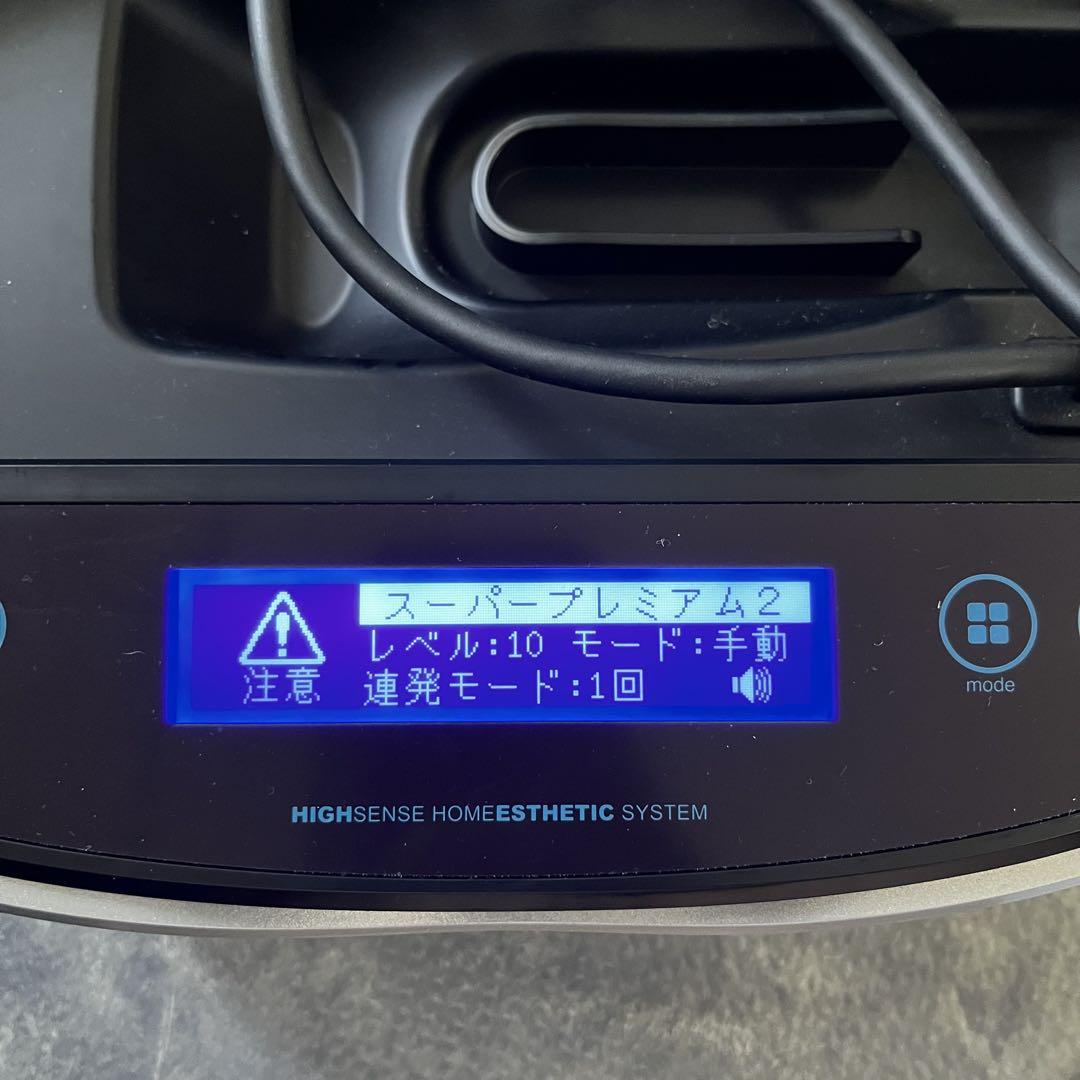 スーパープレミアム2
レベル:10 モード:手動
注意 連発モード:1回
mode
HIGHSENSE HOMEESTHETIC SYSTEM